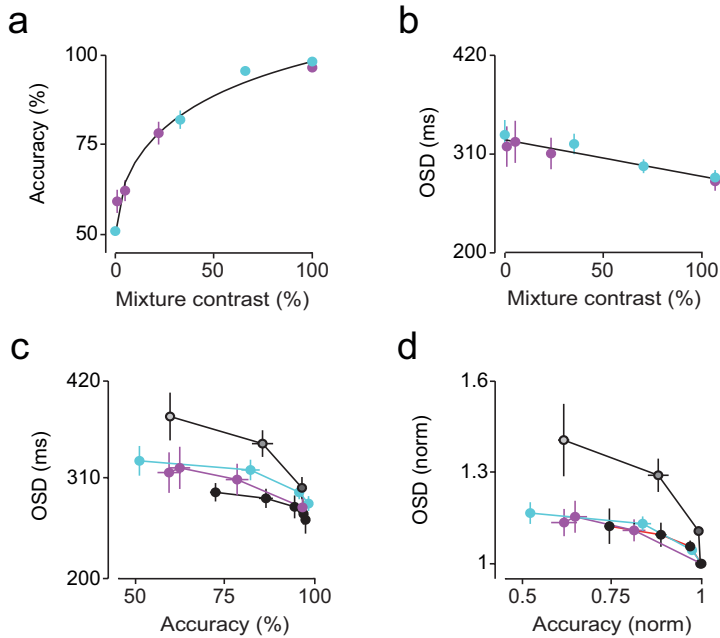 a
100
75
50
Accuracy (%)
0
50
100
Mixture contrast (%)
b
420
310
200
OSD (ms)
0
50
100
Mixture contrast (%)
c
420
310
200
OSD (ms)
50
75
100
Accuracy (%)
d
1.6
1.3
1
OSD (norm)
0.5
0.75
1
Accuracy (norm)